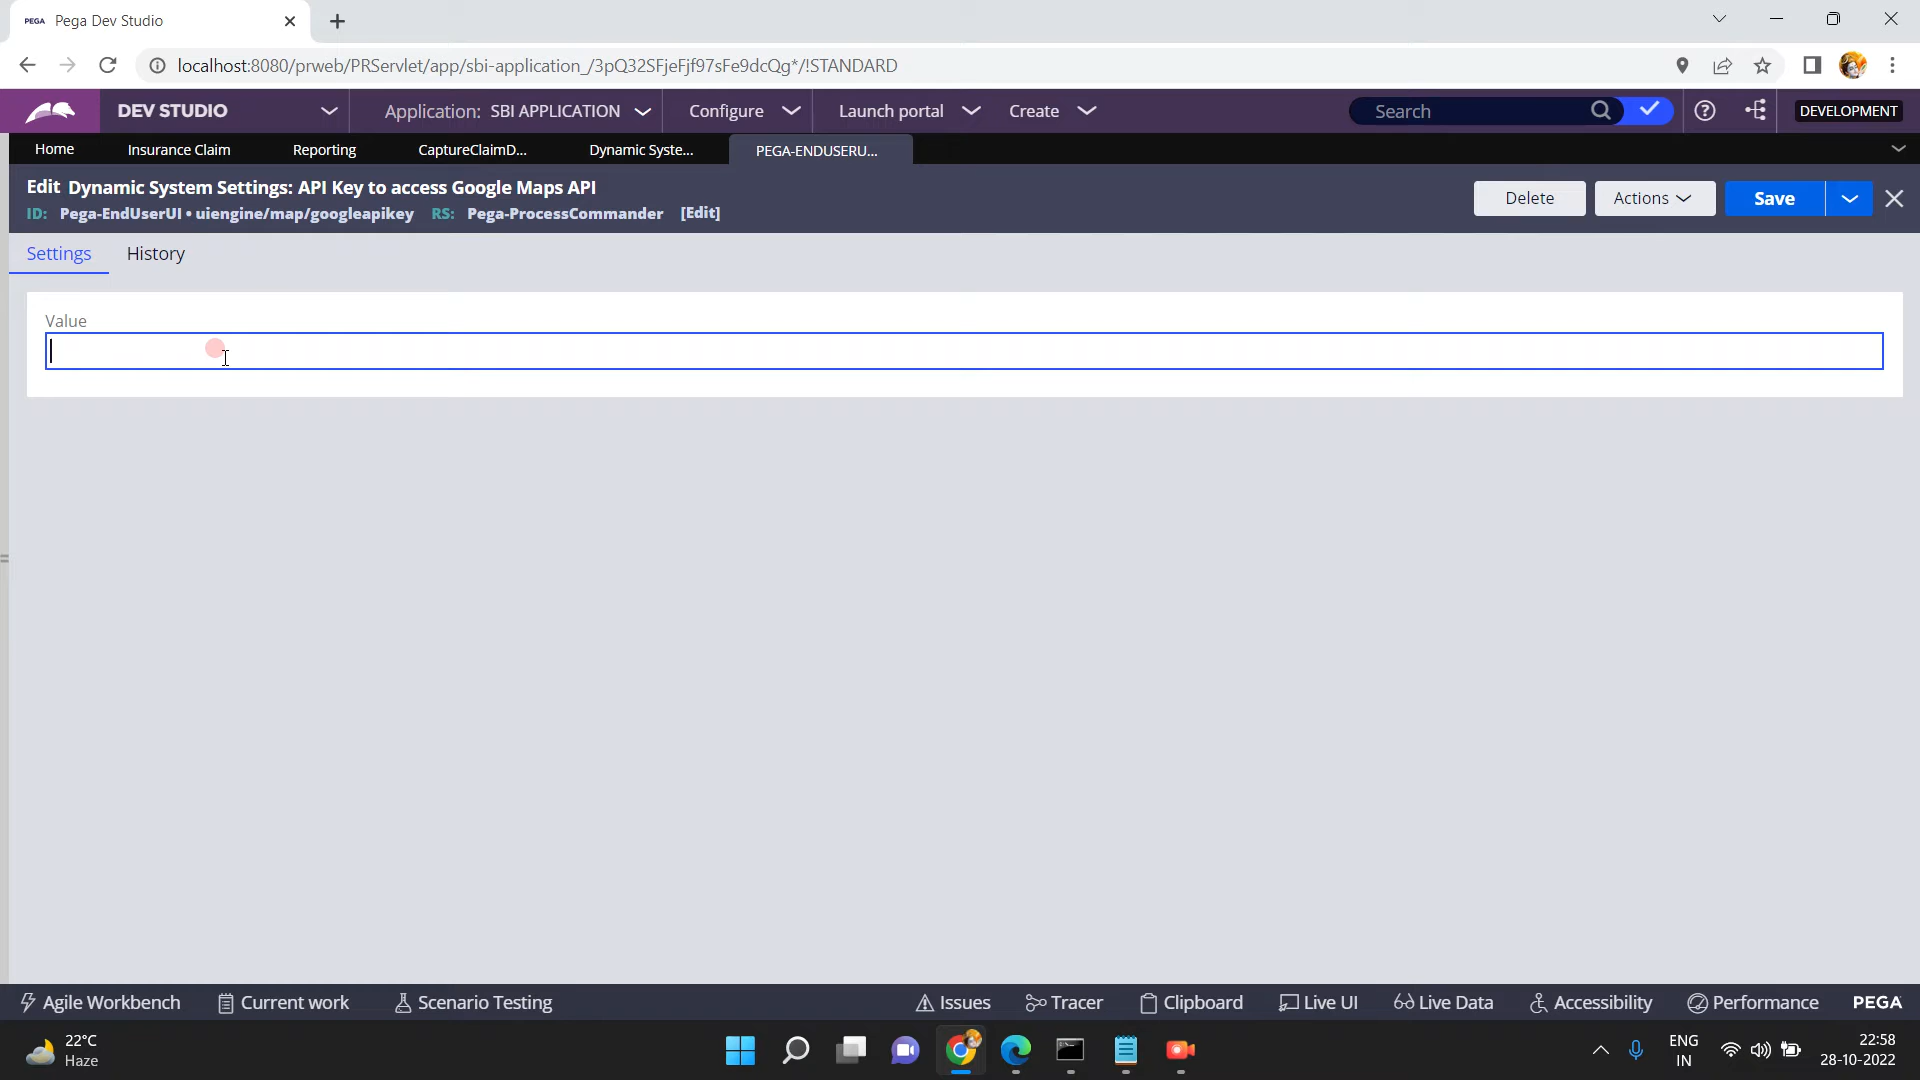 PEGA Pega Dev Studio
localhost:8080/prweb/PRServlet/app/sbi-application_/3pQ32SFjeFjf97sFe9dcQg*/!STANDARD
DEV STUDIO Application: SBI APPLICATION Configure Launch portal Create Search DEVELOPMENT
Home Insurance Claim Reporting CaptureClaimD... Dynamic Syste... PEGA-ENDUSERU...
Edit Dynamic System Settings: API Key to access Google Maps API
ID: Pega-EndUserUI • uiengine/map/googleapikey RS: Pega-ProcessCommander [Edit]
Delete Actions Save
Settings History
Value
Agile Workbench Current work Scenario Testing Issues Tracer Clipboard Live UI Live Data Accessibility Performance PEGA
22°C
Haze
ENG
IN
22:58
28-10-2022